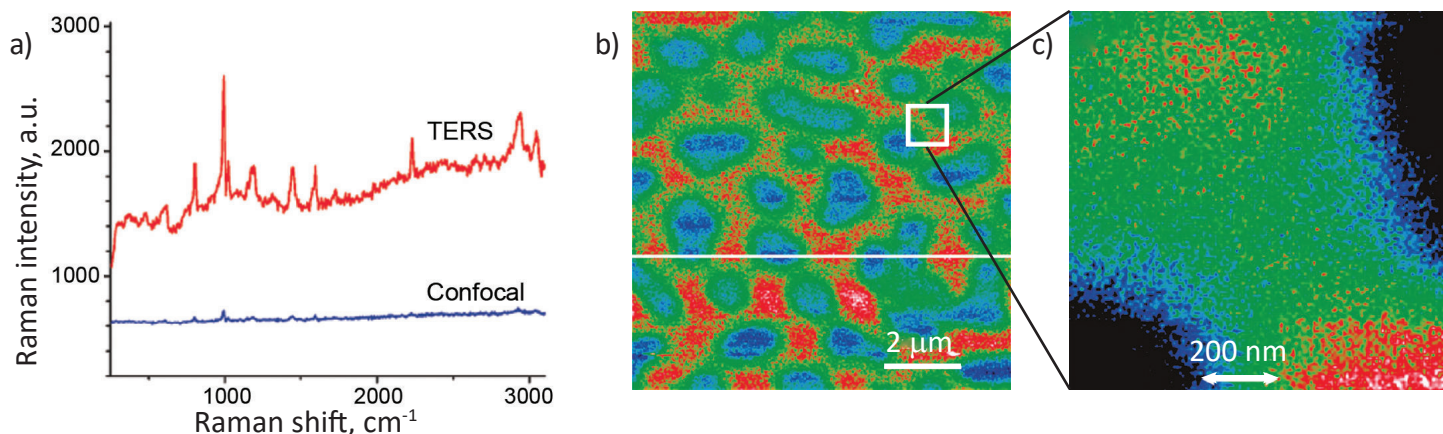 a)
3000
2000
1000
Raman intensity, a.u.
TERS
Confocal
1000 2000 3000
Raman shift, cm-1
b)
2 μm
c)
200 nm